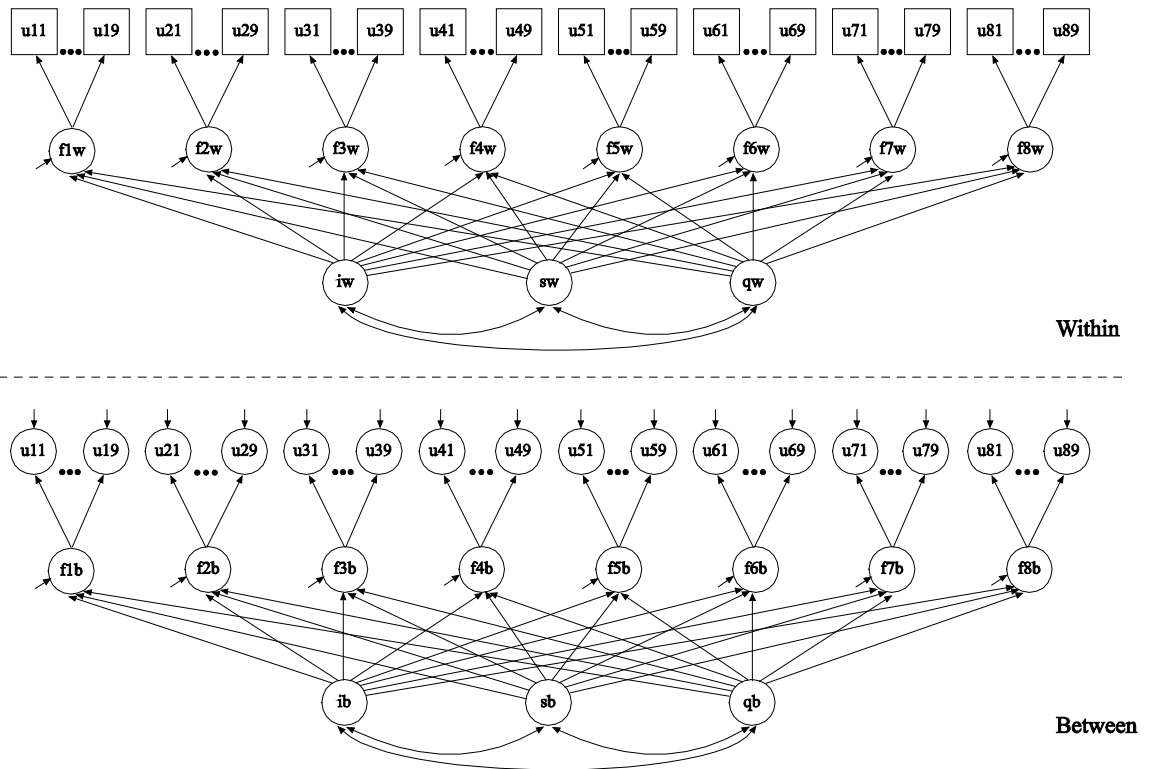 u11 ••• u19 u21 ••• u29 u31 ••• u39 u41 ••• u49 u51 ••• u59 u61 ••• u69 u71 ••• u79 u81 ••• u89
f1w f2w f3w f4w f5w f6w f7w f8w
iw sw qw
Within
u11 ••• u19 u21 ••• u29 u31 ••• u39 u41 ••• u49 u51 ••• u59 u61 ••• u69 u71 ••• u79 u81 ••• u89
f1b f2b f3b f4b f5b f6b f7b f8b
ib sb qb
Between